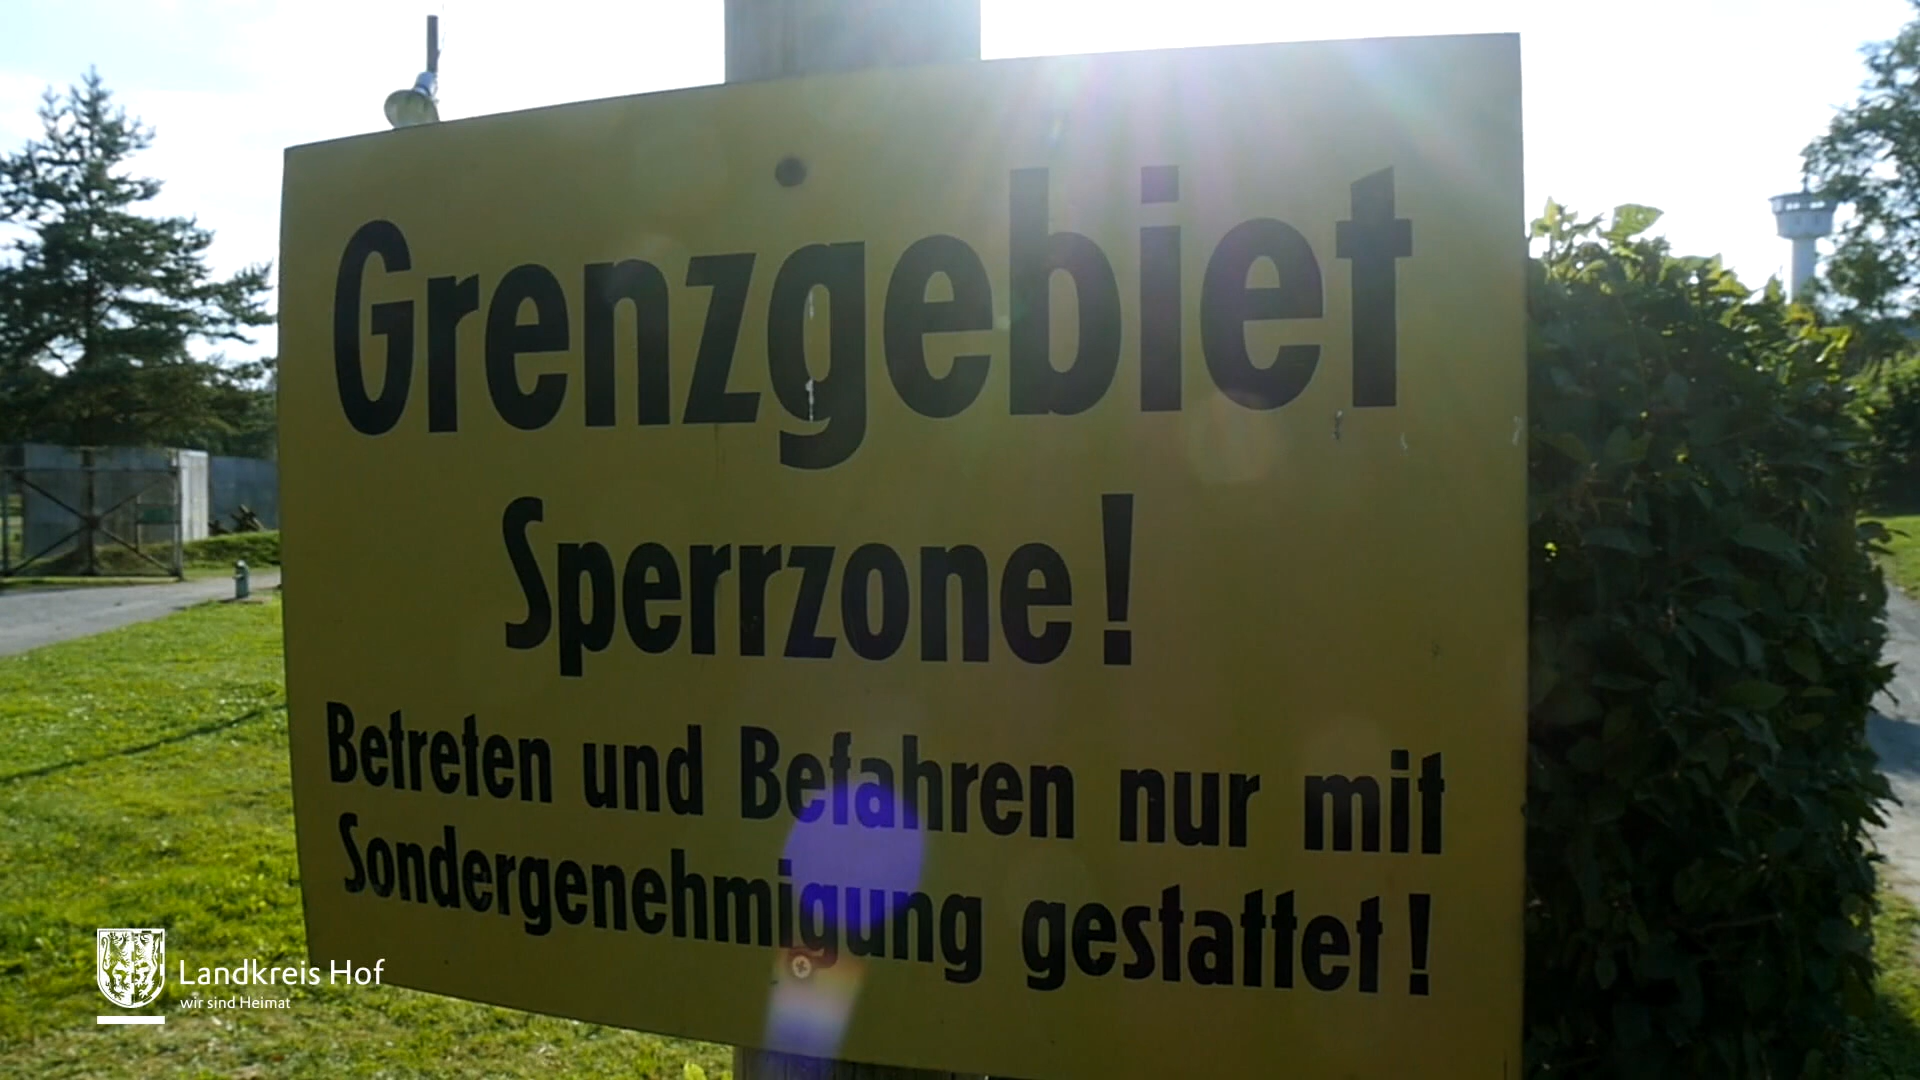 Grenzgebiet
Sperrzone!
Betreten und Befahren nur mit
Sondergenehmigung gestattet!
Landkreis Hof
wir sind Heimat